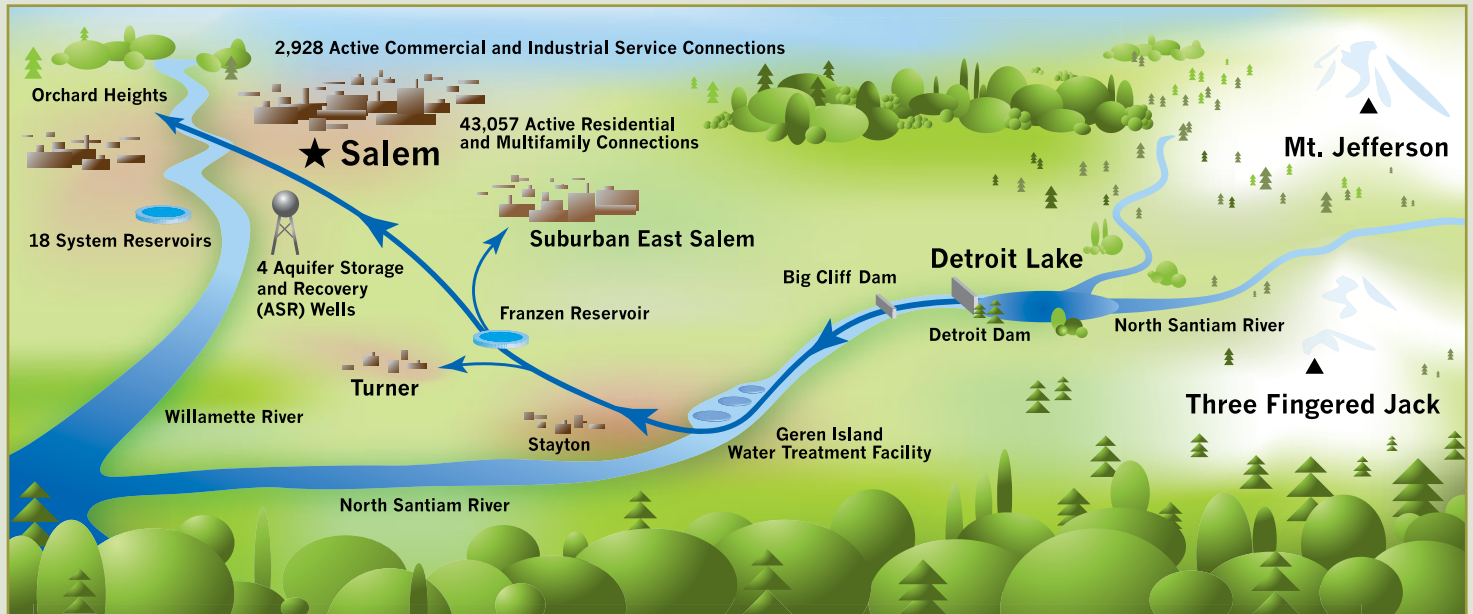 2,928 Active Commercial and Industrial Service Connections
Orchard Heights
43,057 Active Residential
and Multifamily Connections
Salem
Mt. Jefferson
18 System Reservoirs
Suburban East Salem
4 Aquifer Storage
and Recovery
(ASR) Wells
Detroit Lake
Big Cliff Dam
Franzen Reservoir
Detroit Dam
North Santiam River
Turner
Three Fingered Jack
Willamette River
Stayton
Geren Island
Water Treatment Facility
North Santiam River